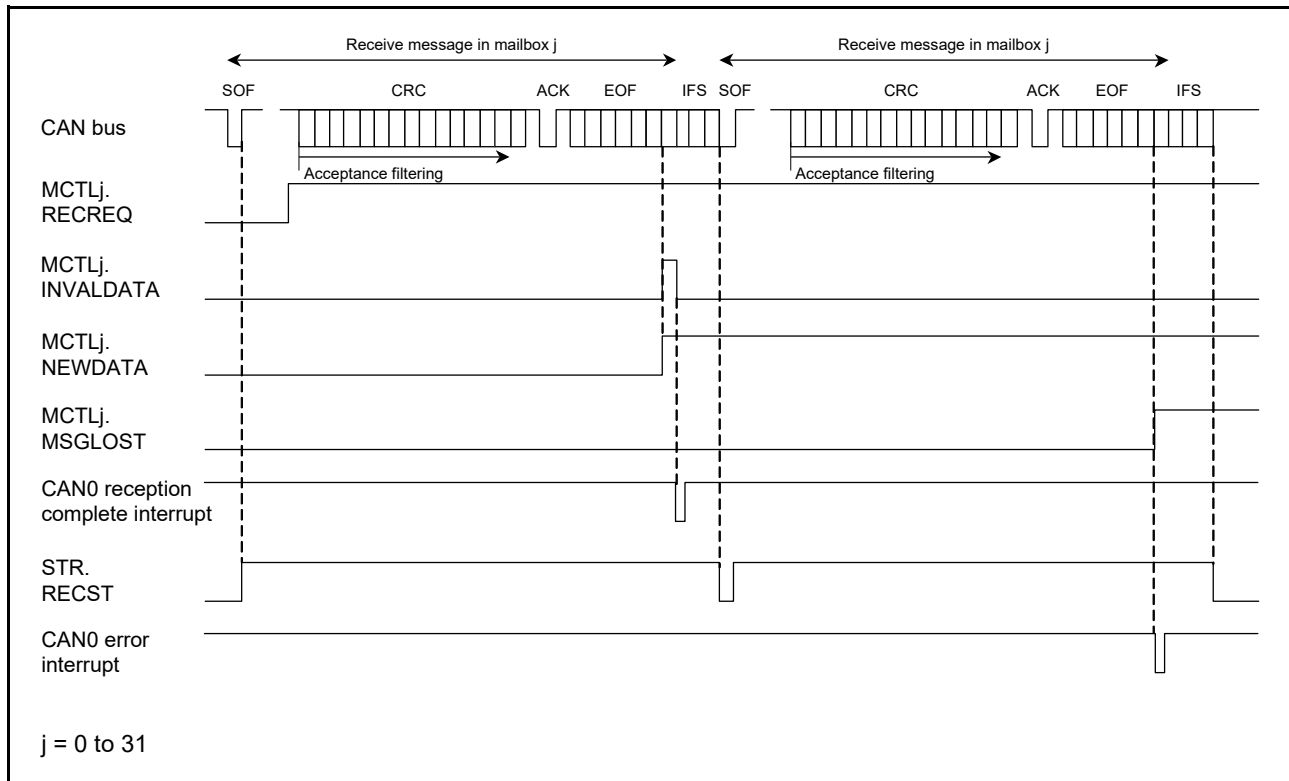 Receive message in mailbox j Receive message in mailbox j
SOF CRC ACK EOF IFS SOF CRC ACK EOF IFS
CAN bus
Acceptance filtering Acceptance filtering
MCTLj.
RECREQ
MCTLj.
INVALDATA
MCTLj.
NEWDATA
MCTLj.
MSGLOST
CAN0 reception
complete interrupt
STR.
RECST
CAN0 error
interrupt
j = 0 to 31